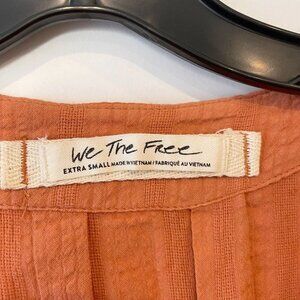 We The Free
EXTRA SMALL MADE IN VIETNAM / FABRIQUÉ AU VIETNAM